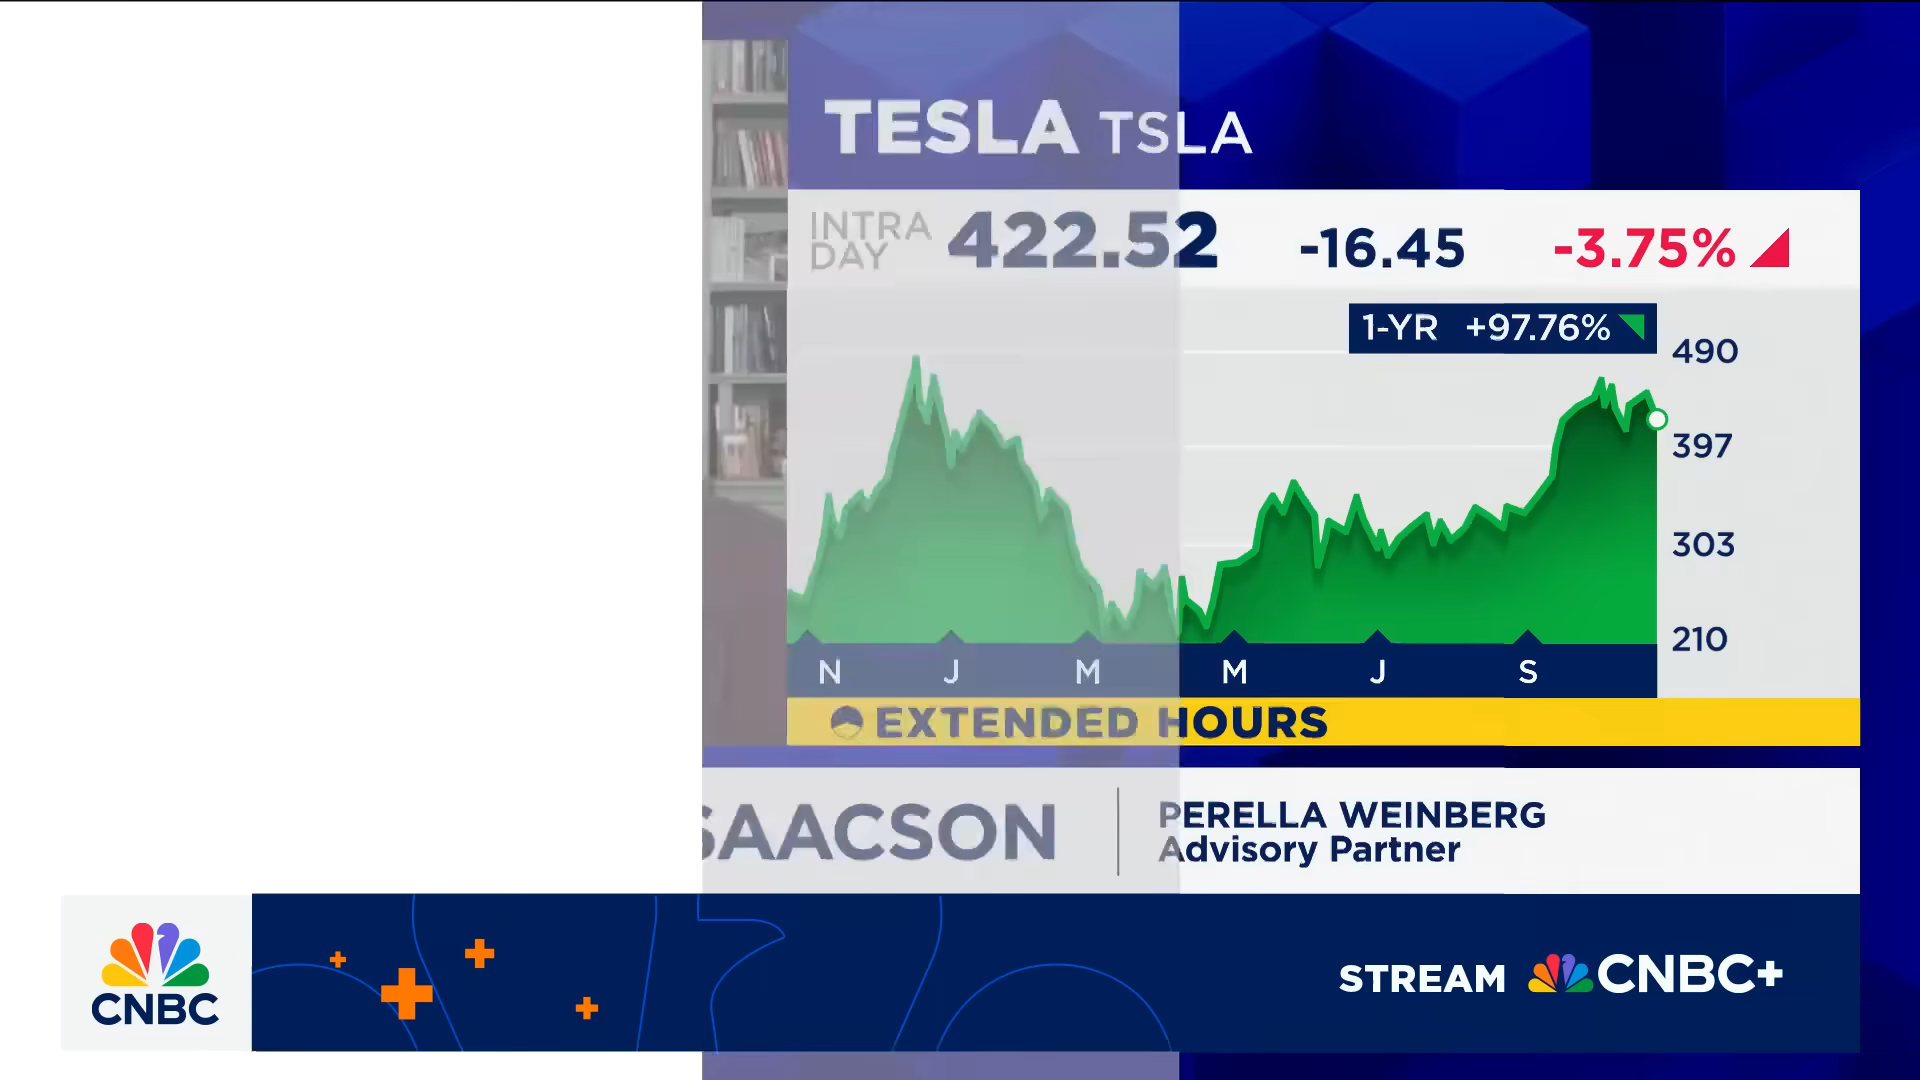 TESLA TSLA
INTRA
DAY
422.52 -16.45 -3.75%
1-YR +97.76%
490
397
303
210
N J M M J S
EXTENDED HOURS
SAACSON
PERELLA WEINBERG
Advisory Partner
CNBC
STREAM CNBC+